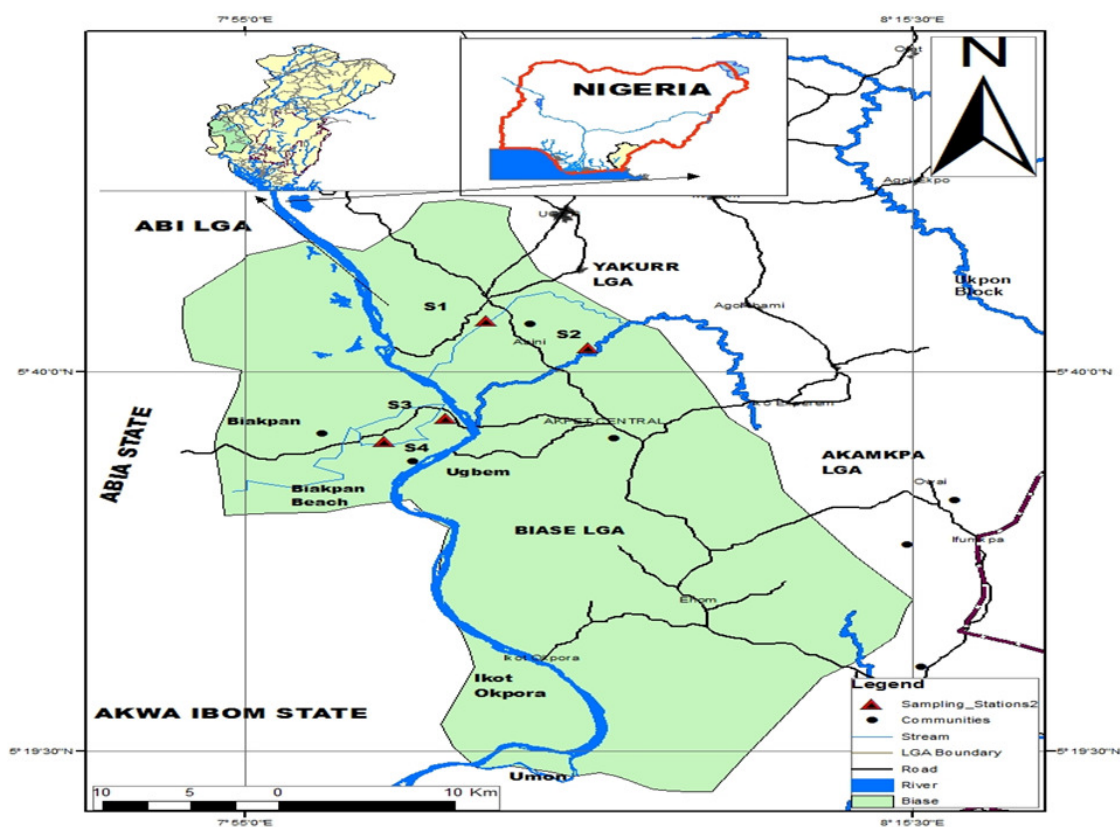 7° 55'0"E
8° 15'30"E
N
NIGERIA
ABI LGA
YAKURR
LGA
Ukpon
Block
S1
S2
5° 40'0"N
5° 40'0"N
S3
Biakpan
AKPET CENTRAL
S4
Ugbem
AKAMKPA
LGA
ABIA STATE
Biakpan
Beach
BIASE LGA
Ehom
Ikot Okpora
Ikot
Okpora
AKWA IBOM STATE
Legend
Sampling_Stations2
Communities
Stream
LGA Boundary
Road
River
Biase
5° 19'30"N
5° 19'30"N
Umon
10 5 0 10 Km
7° 55'0"E
8° 15'30"E